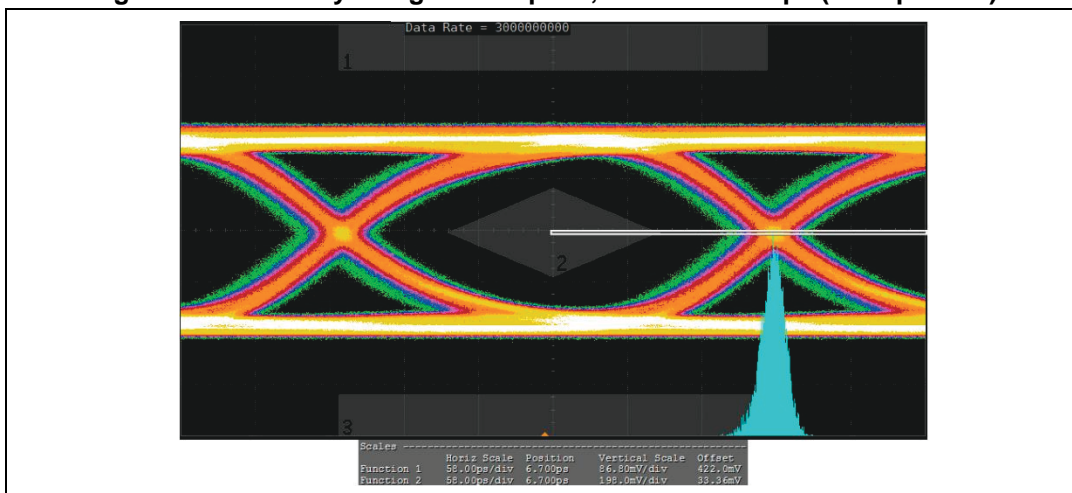 Data Rate = 3000000000
1
2
3
Scales
Horiz Scale Position Vertical Scale Offset
Function 1 58.00ps/div 6.700ps 86.80mV/div 422.0mV
Function 2 58.00ps/div 6.700ps 198.0mV/div 33.36mV